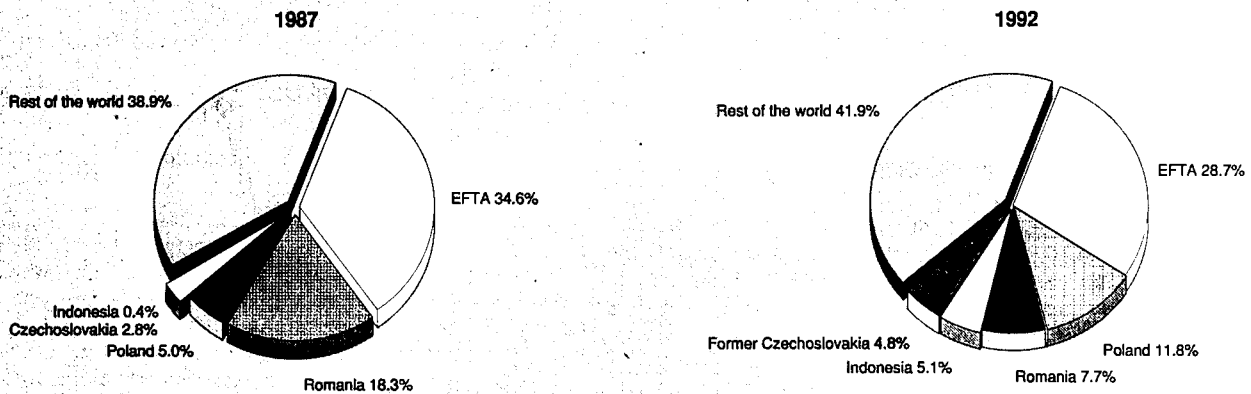 1987
Rest of the world 38.9%
EFTA 34.6%
Indonesia 0.4%
Czechoslovakia 2.8%
Poland 5.0%
Romania 18.3%
1992
Rest of the world 41.9%
EFTA 28.7%
Former Czechoslovakia 4.8%
Indonesia 5.1%
Romania 7.7%
Poland 11.8%